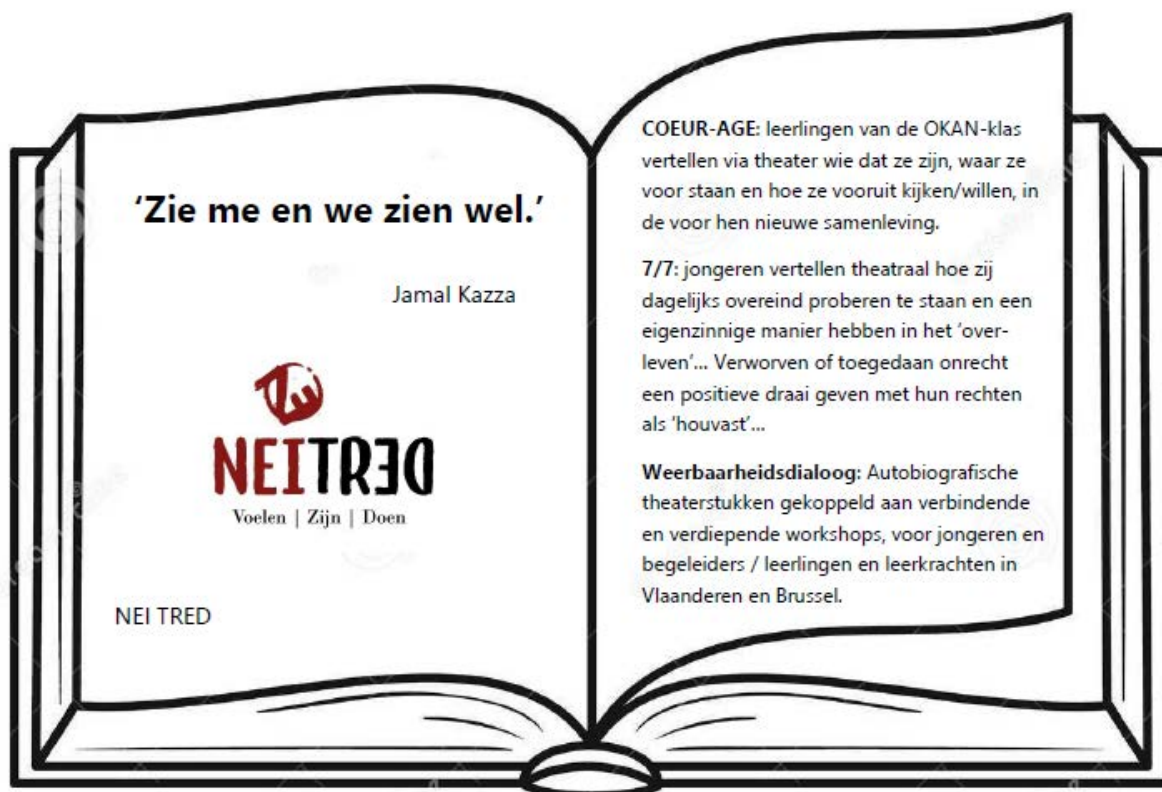 ‘Zie me en we zien wel.’
Jamal Kazza
NEITRED
Voelen | Zijn | Doen
NEI TRED
COEUR-AGE: leerlingen van de OKAN-klas
vertellen via theater wie dat ze zijn, waar ze
voor staan en hoe ze vooruit kijken/willen, in
de voor hen nieuwe samenleving.
7/7: jongeren vertellen theatraal hoe zij
dagelijks overeind proberen te staan en een
eigenzinnige manier hebben in het ‘over-
leven’... Verworven of toegedaan onrecht
een positieve draai geven met hun rechten
als ‘houvast’...
Weerbaarheidsdialoog: Autobiografische
theaterstukken gekoppeld aan verbindende
en verdiepende workshops, voor jongeren en
begeleiders / leerlingen en leerkrachten in
Vlaanderen en Brussel.